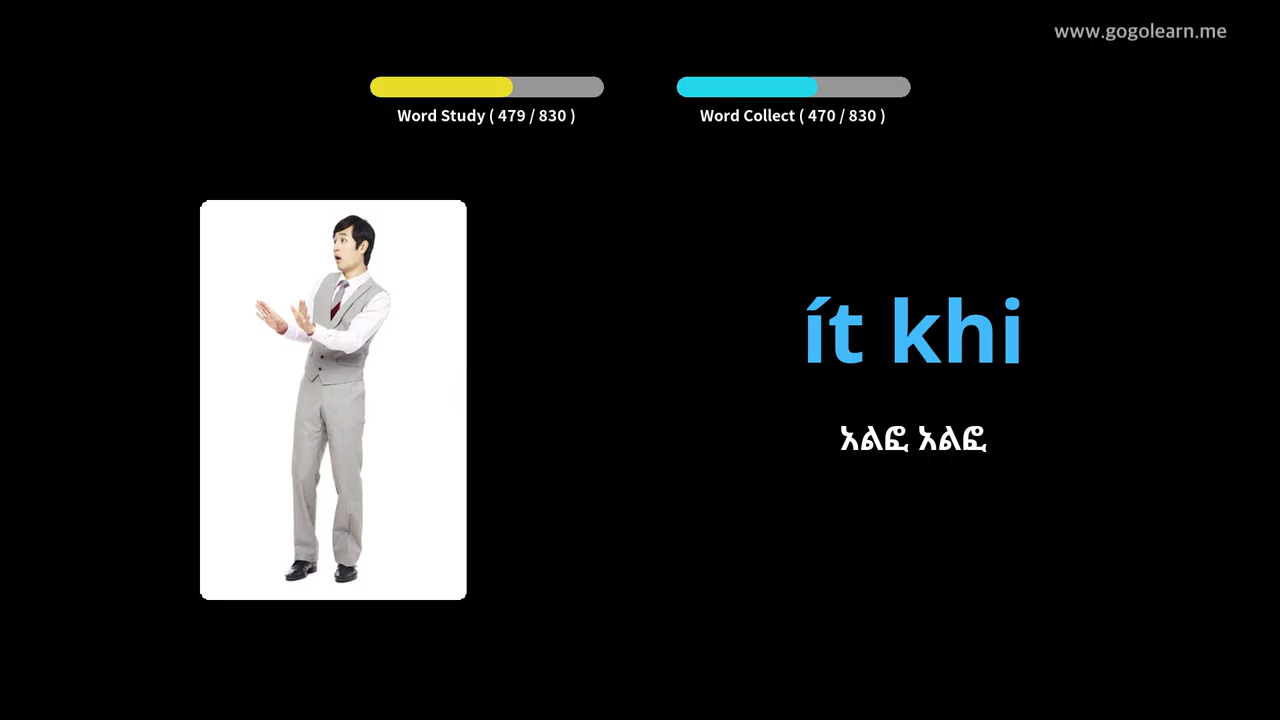 www.gogolearn.me
Word Study ( 479 / 830 )
Word Collect ( 470 / 830 )
ít khi
አልፎ አልፎ